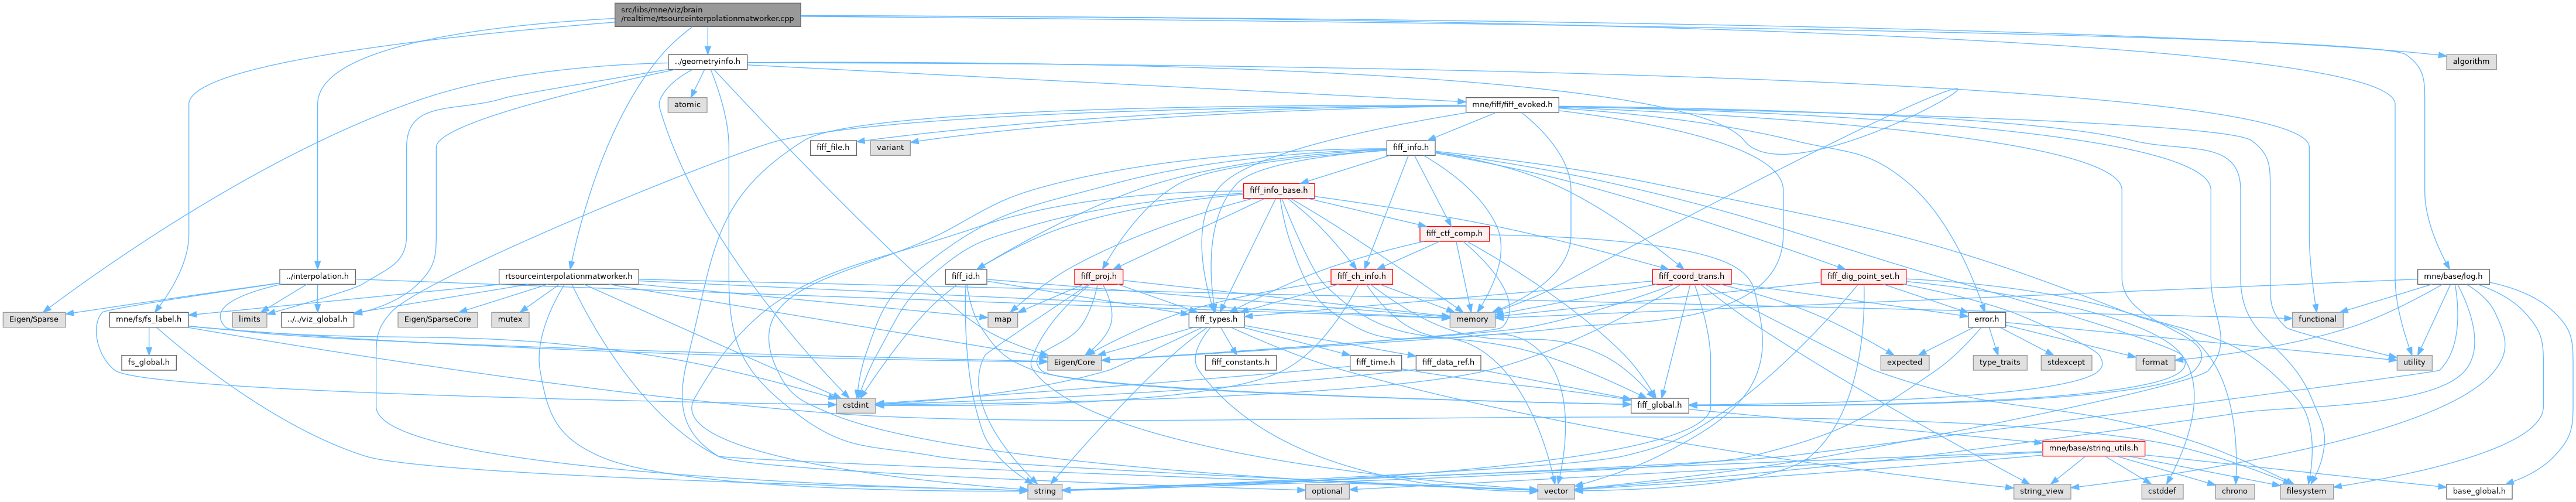 src/libs/mne/viz/brain
/realtime/rtsourceinterpolationmatworker.cpp
../geometryinfo.h
algorithm
atomic
mne/fiff/fiff_evoked.h
fiff_file.h
variant
fiff_info.h
fiff_info_base.h
fiff_ctf_comp.h
../interpolation.h
rtsourceinterpolationmatworker.h
fiff_id.h
fiff_proj.h
fiff_ch_info.h
fiff_coord_trans.h
fiff_dig_point_set.h
mne/base/log.h
Eigen/Sparse
mne/fs/fs_label.h
limits
../../viz_global.h
Eigen/SparseCore
mutex
map
fiff_types.h
memory
error.h
functional
fs_global.h
Eigen/Core
fiff_constants.h
fiff_time.h
fiff_data_ref.h
expected
type_traits
stdexcept
format
utility
cstdint
fiff_global.h
mne/base/string_utils.h
string
optional
vector
string_view
cstddef
chrono
filesystem
base_global.h